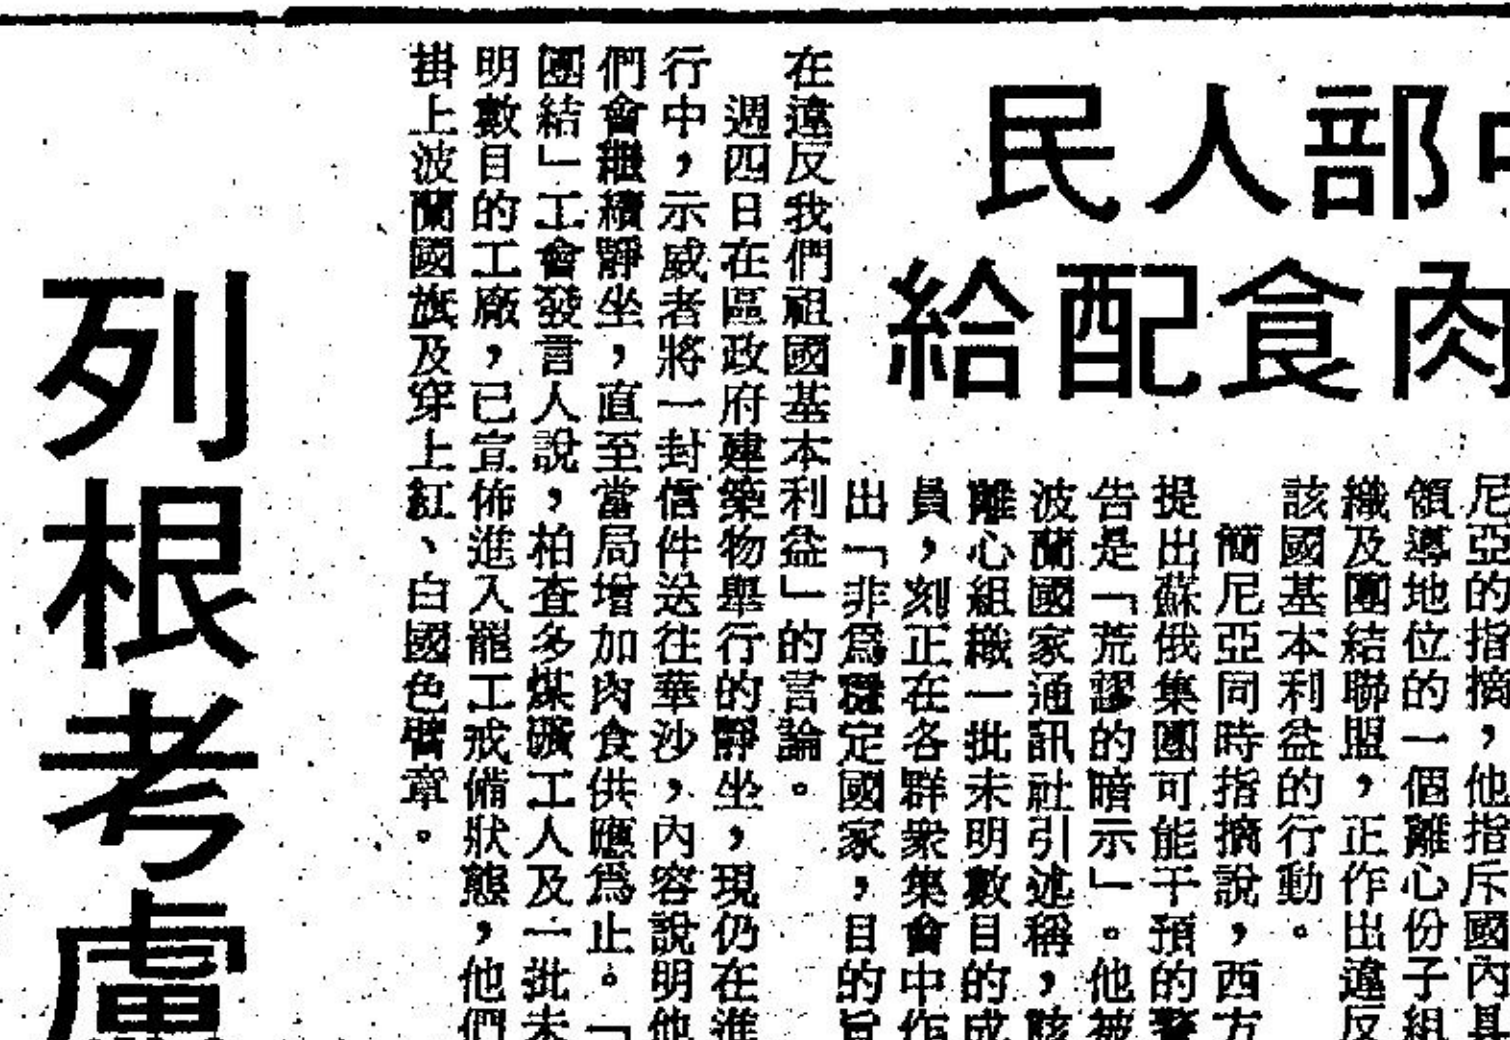 部人民
肉食配給
尼亞的指摘，他指斥國內具
領導地位的一個離心份子組
織及團結聯盟，正作出違反
該國基本利益的行動。
簡尼亞同時指摘說，西方
提出蘇俄集團可能干預的警
告是「荒謬的暗示」。他被
波蘭國家通訊社引述稱，該
離心組織一批未明數目的成
員，刻正在各群衆集會中作
出「非爲穩定國家，目的旨
在違反我們祖國基本利益」的言論。
週四日在區政府建築物舉行的靜坐，現仍在進
行中，示威者將一封信件送往華沙，內容說明他
們會繼續靜坐，直至當局增加肉食供應爲止。「
團結」工會發言人說，柏查多煤礦工人及一批未
明數目的工廠，已宣佈進入罷工戒備狀態，他們
掛上波蘭國旗及穿上紅、白國色臂章。
列根考慮